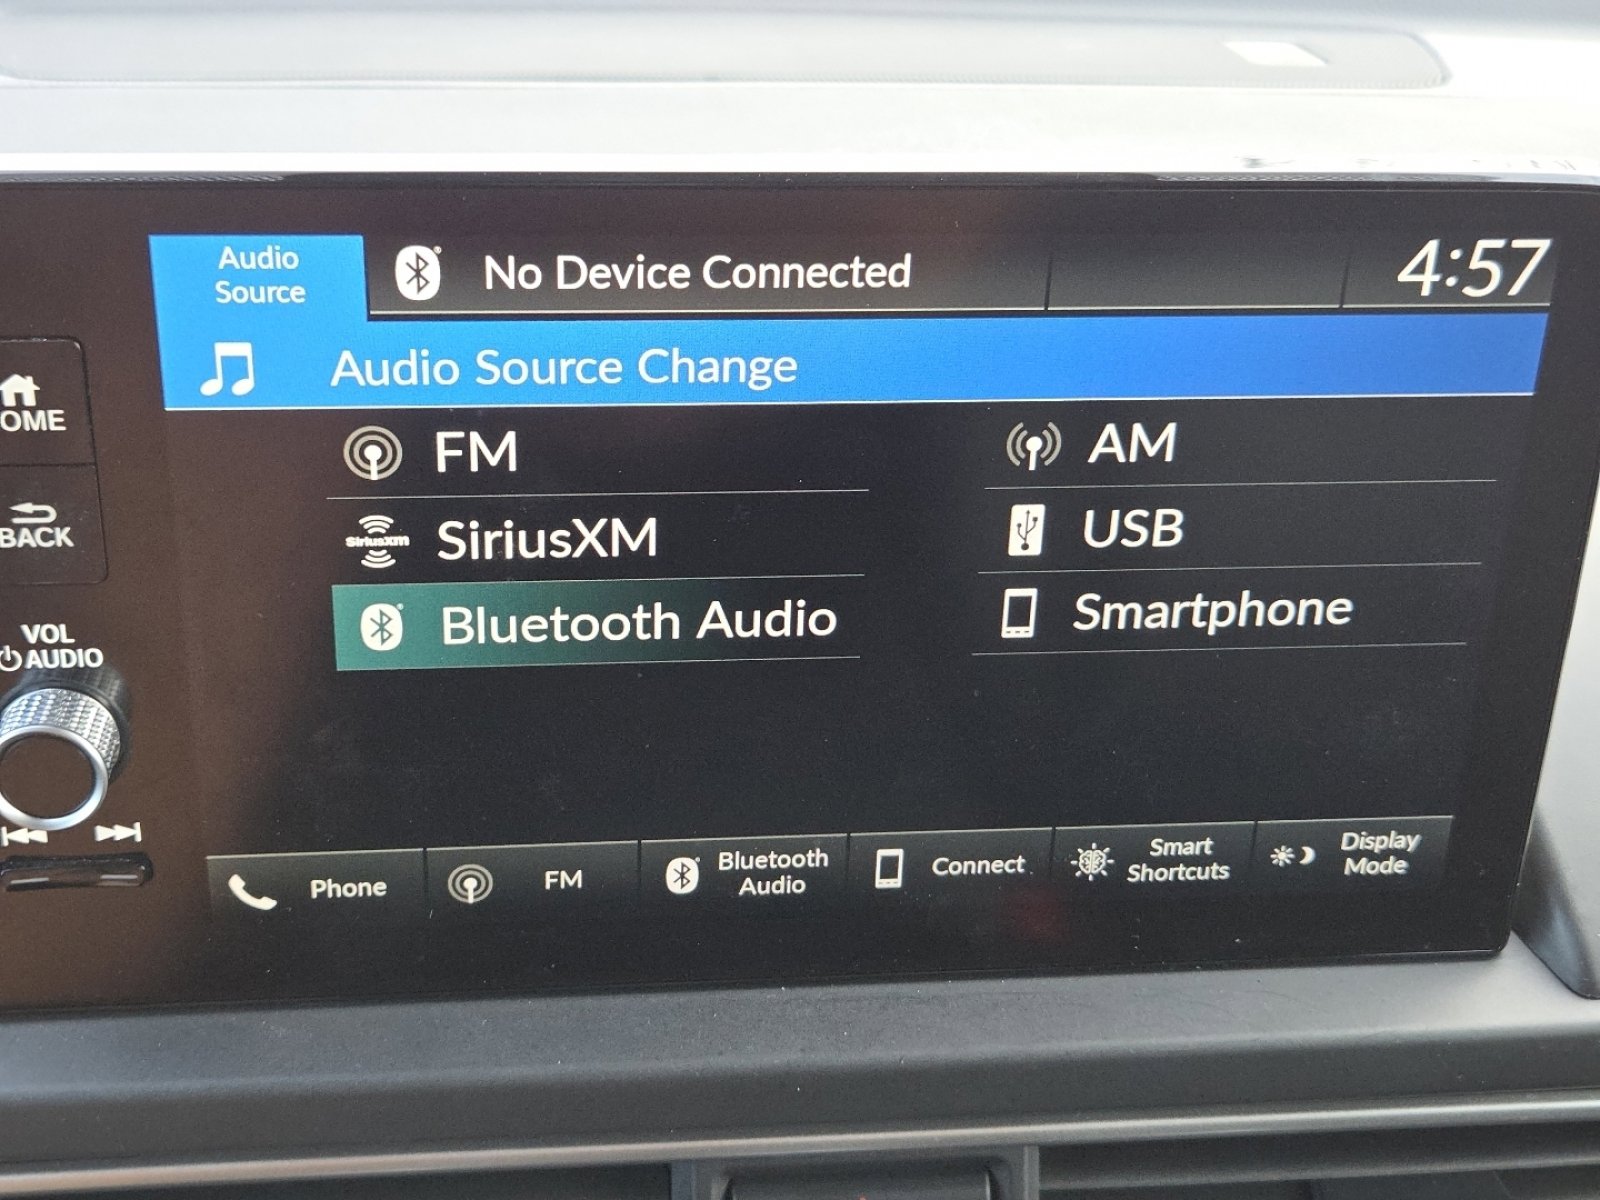 Audio
Source
No Device Connected
4:57
Audio Source Change
OME
BACK
VOL
AUDIO
FM
AM
SiriusXM
SiriusXM
USB
Bluetooth Audio
Smartphone
Phone
FM
Bluetooth
Audio
Connect
Smart
Shortcuts
Display
Mode